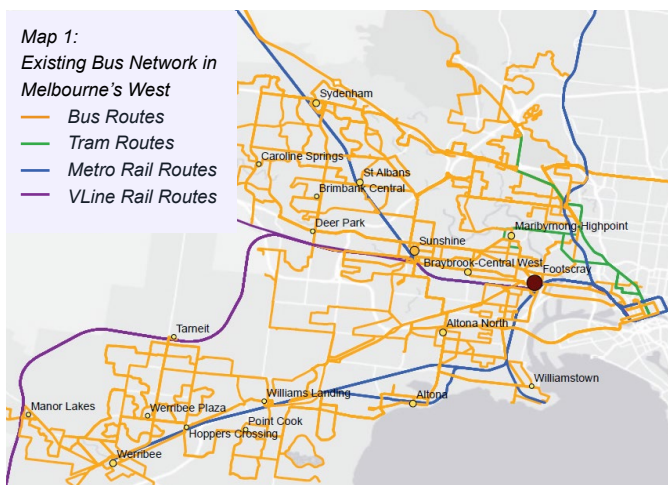 Map 1:
Existing Bus Network in
Melbourne's West
Bus Routes
Tram Routes
Metro Rail Routes
VLine Rail Routes
Sydenham
Caroline Springs
St Albans
Brimbank Central
Deer Park
Maribyrnong-Highpoint
Sunshine
Braybrook-Central West
Footscray
Altona North
Tarneit
Williamstown
Williams Landing
Altona
Manor Lakes
Werribee Plaza
Point Cook
Hoppers Crossing
Werribee